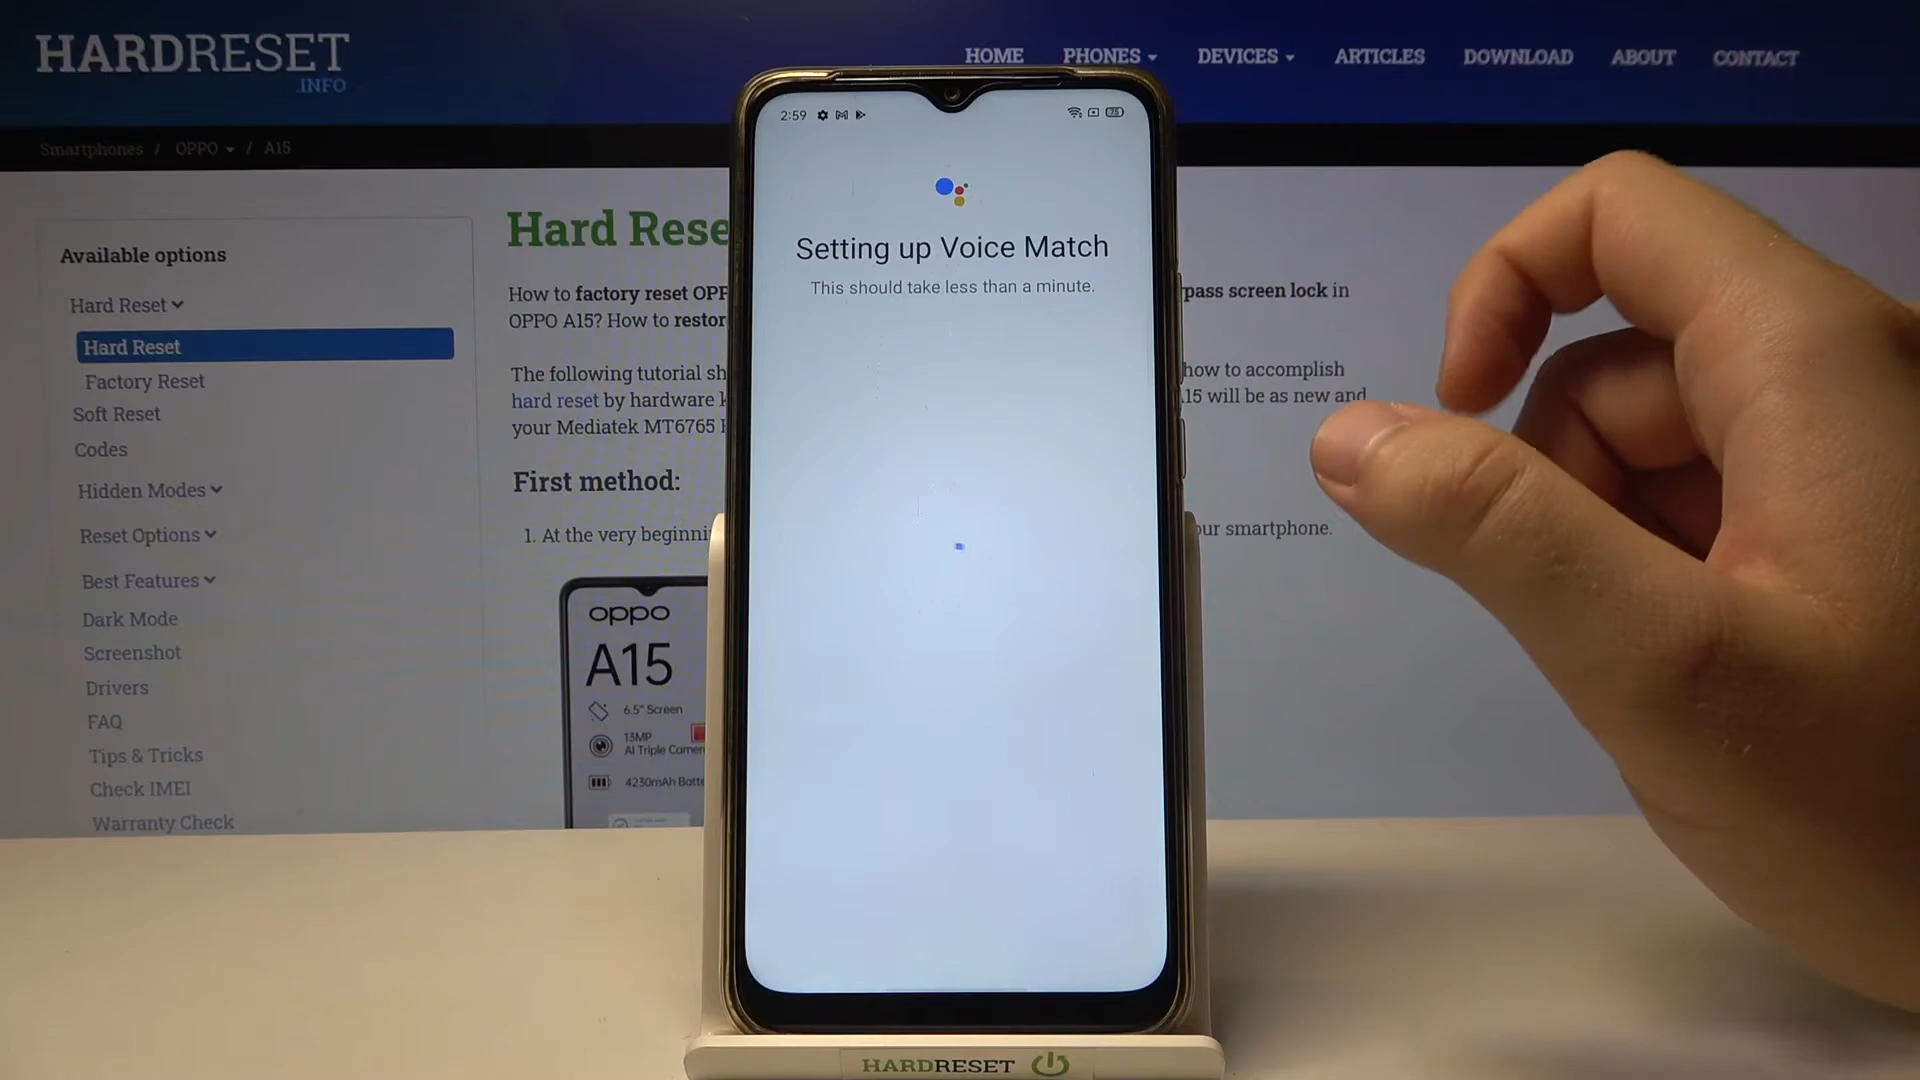 HARDRESET
.INFO
HOME PHONES DEVICES ARTICLES DOWNLOAD ABOUT CONTACT
Smartphones / OPPO / A15
Available options
Hard Reset
Hard Reset
Factory Reset
Soft Reset
Codes
Hidden Modes
Reset Options
Best Features
Dark Mode
Screenshot
Drivers
FAQ
Tips & Tricks
Check IMEI
Warranty Check
Hard Rese
How to factory reset OPP
pass screen lock in
OPPO A15? How to restor
The following tutorial sh
how to accomplish
hard reset by hardware
15 will be as new and
your Mediatek MT6765
First method:
1. At the very beginni
our smartphone.
oppo
A15
6.5" Screen
13MP
AI Triple Camer
4230mAh Batte
2:59
75
Setting up Voice Match
This should take less than a minute.
HARDRESET